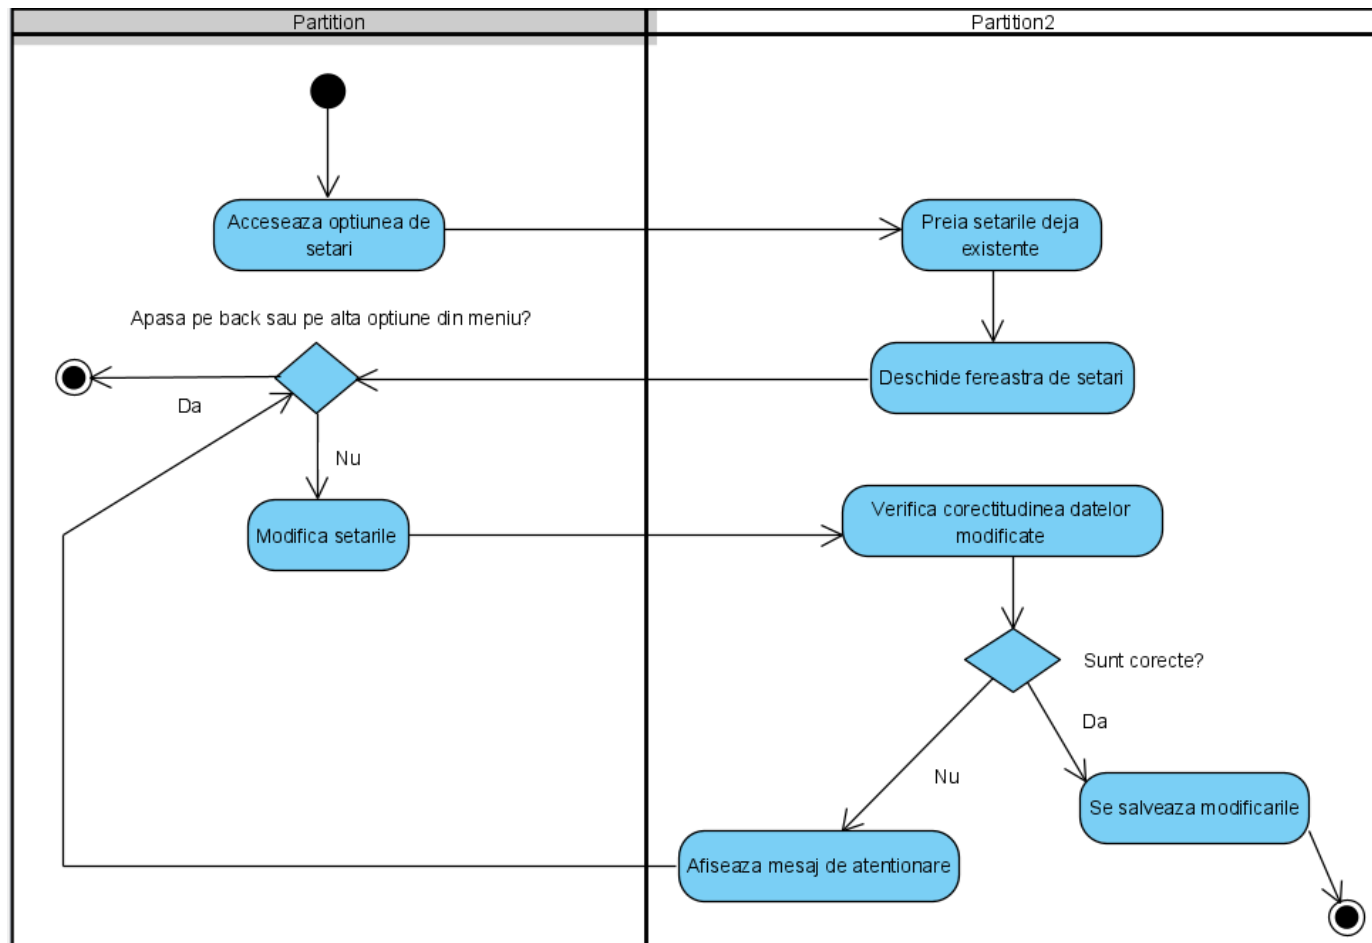 Partition
Partition2
Acceseaza optiunea de
setari
Preia setarile deja
existente
Apasa pe back sau pe alta optiune din meniu?
Deschide fereastra de setari
Da
Nu
Modifica setarile
Verifica corectitudinea datelor
modificate
Sunt corecte?
Da
Nu
Se salveaza modificarile
Afiseaza mesaj de atentionare